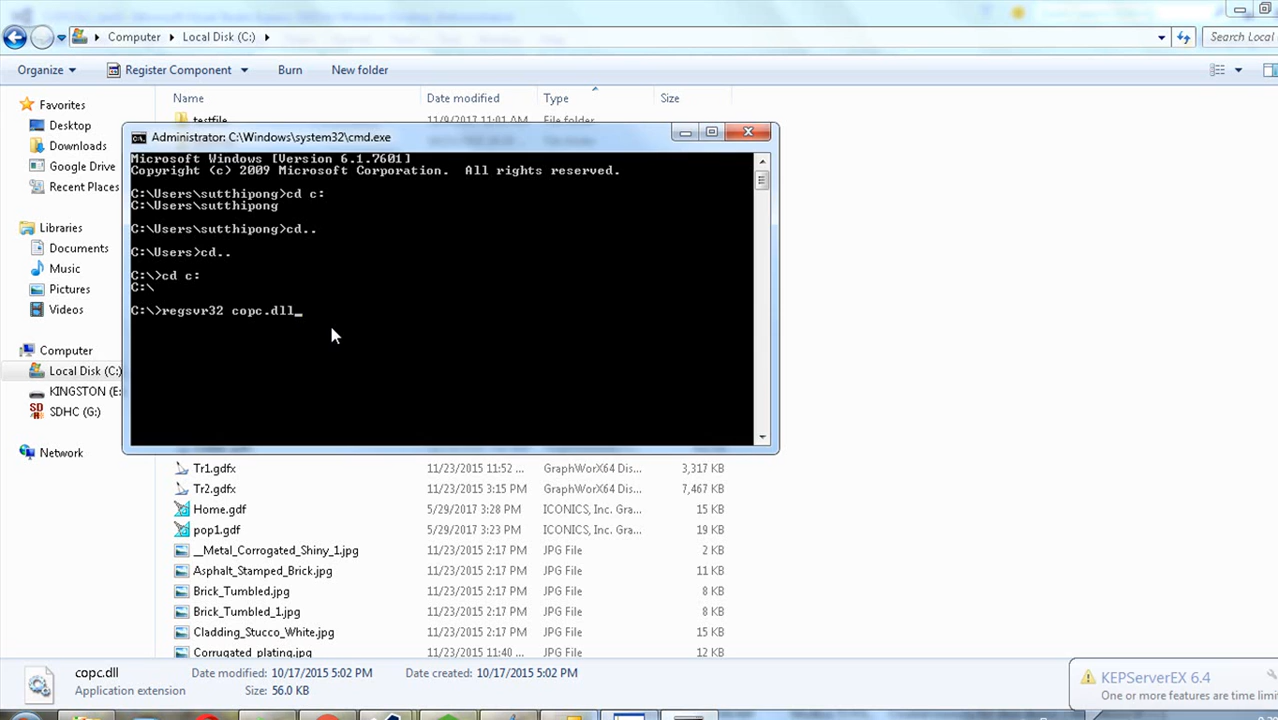 Computer
Local Disk (C:)
Search Local
Organize
Register Component
Burn
New folder
Favorites
Desktop
Downloads
Google Drive
Recent Places
Libraries
Documents
Music
Pictures
Videos
Computer
Local Disk (C:)
KINGSTON (E:
SDHC (G:)
Network
Name
Date modified
Type
Size
testfile
11/9/2017 11:01 AM
File folder
Administrator: C:\Windows\system32\cmd.exe
Microsoft Windows [Version 6.1.7601]
Copyright (c) 2009 Microsoft Corporation.  All rights reserved.
C:\Users\sutthipong>cd c:
C:\Users\sutthipong
C:\Users\sutthipong>cd..
C:\Users>cd..
C:\>cd c:
C:\
C:\>regsvr32 copc.dll_
Tr1.gdfx 11/23/2015 11:52 ... GraphWorX64 Dis... 3,317 KB
Tr2.gdfx 11/23/2015 3:15 PM GraphWorX64 Dis... 7,467 KB
Home.gdf 5/29/2017 3:28 PM ICONICS, Inc. Gra... 15 KB
pop1.gdf 5/29/2017 3:23 PM ICONICS, Inc. Gra... 19 KB
__Metal_Corrogated_Shiny_1.jpg 11/23/2015 2:17 PM JPG File 2 KB
Asphalt_Stamped_Brick.jpg 11/23/2015 2:17 PM JPG File 11 KB
Brick_Tumbled.jpg 11/23/2015 2:17 PM JPG File 8 KB
Brick_Tumbled_1.jpg 11/23/2015 2:17 PM JPG File 8 KB
Cladding_Stucco_White.jpg 11/23/2015 2:17 PM JPG File 15 KB
Corrugated_plating.jpg 11/23/2015 11:40 ... JPG File 12 KB
copc.dll
Date modified: 10/17/2015 5:02 PM
Date created: 10/17/2015 5:02 PM
Application extension
Size: 56.0 KB
KEPServerEX 6.4
One or more features are time limi